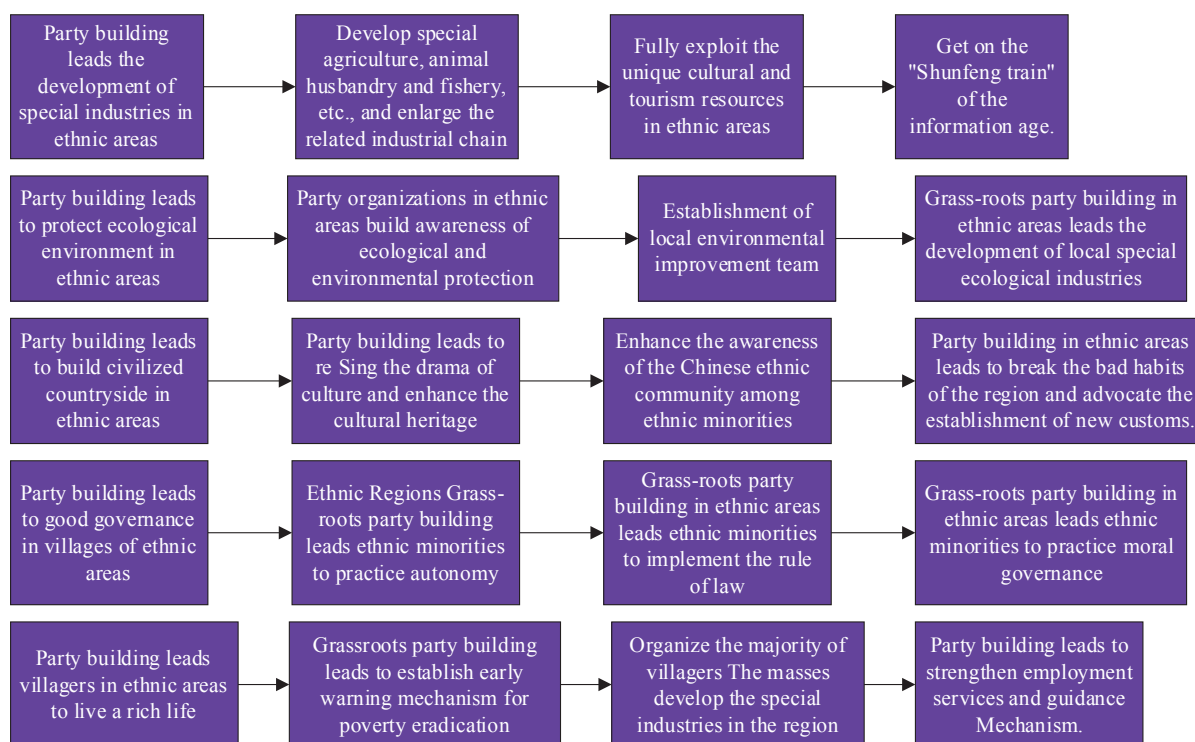 Party building
leads the
development of
special industries in
ethnic areas
Develop special
agriculture, animal
husbandry and fishery,
etc., and enlarge the
related industrial chain
Fully exploit the
unique cultural and
tourism resources
in ethnic areas
Get on the
"Shunfeng train"
of the
information age.
Party building leads
to protect ecological
environment in
ethnic areas
Party organizations in ethnic
areas build awareness of
ecological and
environmental protection
Establishment of
local environmental
improvement team
Grass-roots party building in
ethnic areas leads the
development of local special
ecological industries
Party building leads
to build civilized
countryside in
ethnic areas
Party building leads to
re Sing the drama of
culture and enhance the
cultural heritage
Enhance the awareness
of the Chinese ethnic
community among
ethnic minorities
Party building in ethnic areas
leads to break the bad habits
of the region and advocate the
establishment of new customs.
Party building leads
to good governance
in villages of ethnic
areas
Ethnic Regions Grass-
roots party building
leads ethnic minorities
to practice autonomy
Grass-roots party
building in ethnic areas
leads ethnic minorities
to implement the rule
of law
Grass-roots party building in
ethnic areas leads ethnic
minorities to practice moral
governance
Party building leads
villagers in ethnic areas
to live a rich life
Grassroots party building
leads to establish early
warning mechanism for
poverty eradication
Organize the majority of
villagers The masses
develop the special
industries in the region
Party building leads to
strengthen employment
services and guidance
Mechanism.